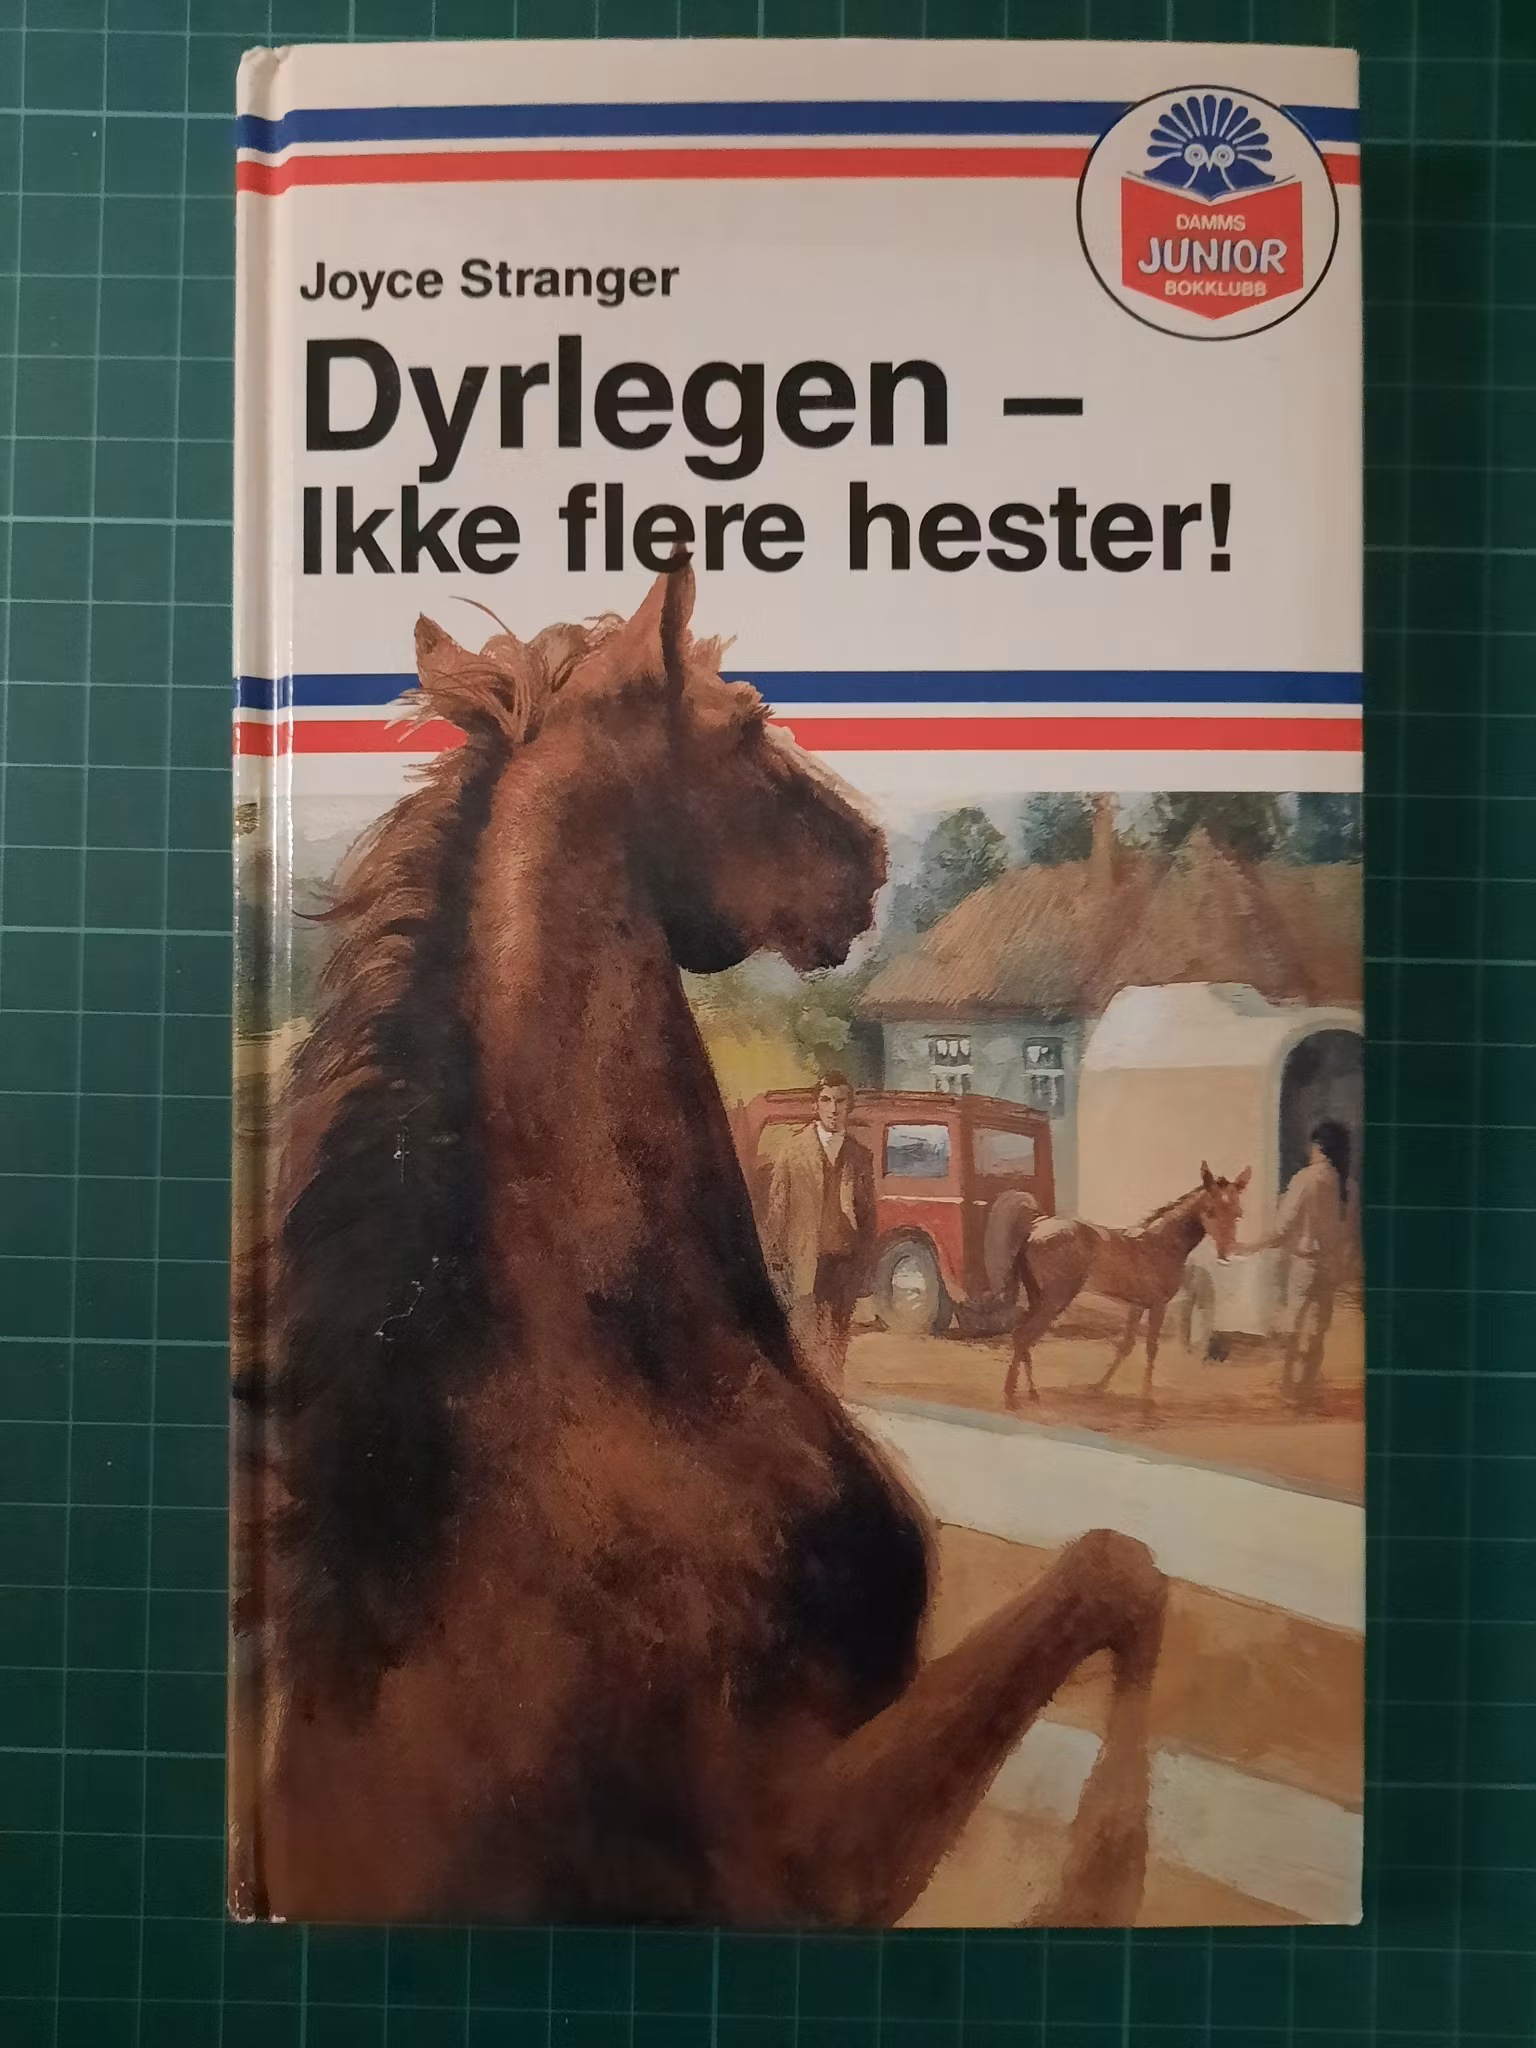 DAMMS
JUNIOR
BOKKLUBB
Joyce Stranger
Dyrlegen –
Ikke flere hester!